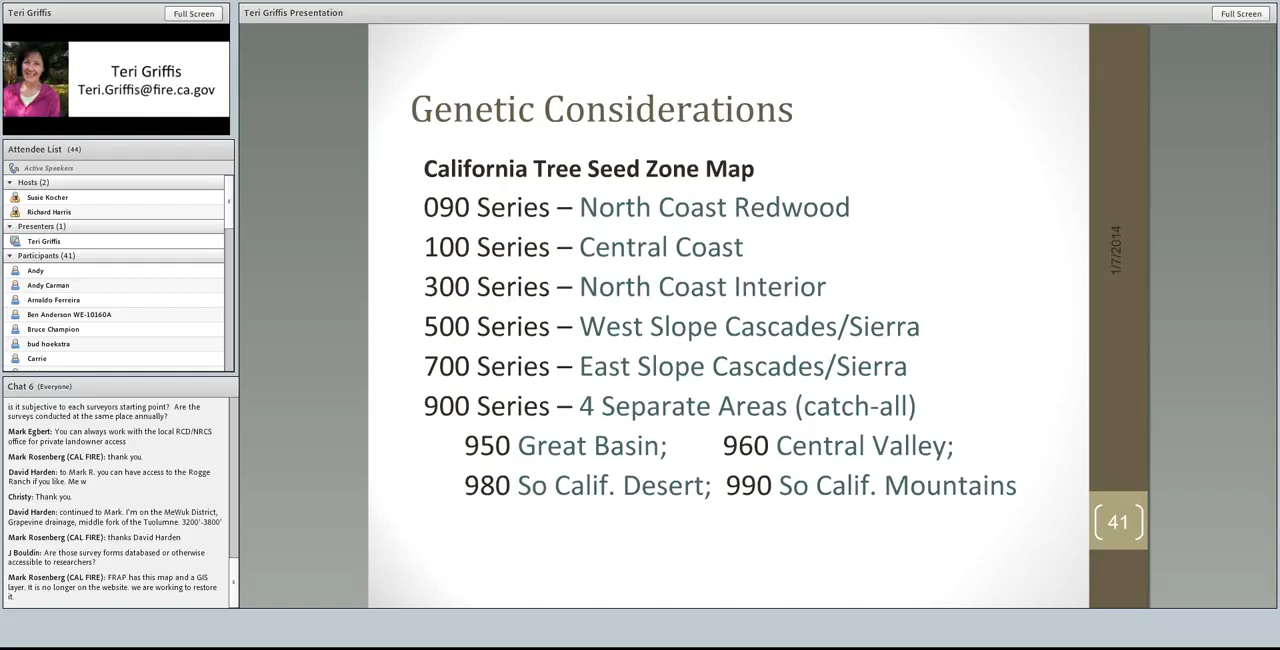 Teri Griffis
Full Screen
Teri Griffis
Teri.Griffis@fire.ca.gov
Attendee List (44)
Active Speakers
Hosts (2)
Susie Kocher
Richard Harris
Presenters (1)
Teri Griffis
Participants (41)
Andy
Andy Carman
Arnaldo Ferreira
Ben Anderson WE-10160A
Bruce Champion
bud hoekstra
Carrie
Chat 6 (Everyone)
is it subjective to each surveyors starting point? Are the
surveys conducted at the same place annually?
Mark Egbert: You can always work with the local RCD/NRCS
office for private landowner access
Mark Rosenberg (CAL FIRE): thank you.
David Harden: to Mark R. you can have access to the Rogge
Ranch if you like. Me w
Christy: Thank you.
David Harden: continued to Mark. I'm on the MeWuk District,
Grapevine drainage, middle fork of the Tuolumne. 3200'-3800'
Mark Rosenberg (CAL FIRE): thanks David Harden
J Bouldin: Are those survey forms databased or otherwise
accessible to researchers?
Mark Rosenberg (CAL FIRE): FRAP has this map and a GIS
layer. It is no longer on the website. we are working to restore
it.
Teri Griffis Presentation
Full Screen
Genetic Considerations
California Tree Seed Zone Map
090 Series – North Coast Redwood
100 Series – Central Coast
300 Series – North Coast Interior
500 Series – West Slope Cascades/Sierra
700 Series – East Slope Cascades/Sierra
900 Series – 4 Separate Areas (catch-all)
950 Great Basin; 960 Central Valley;
980 So Calif. Desert; 990 So Calif. Mountains
1/7/2014
41